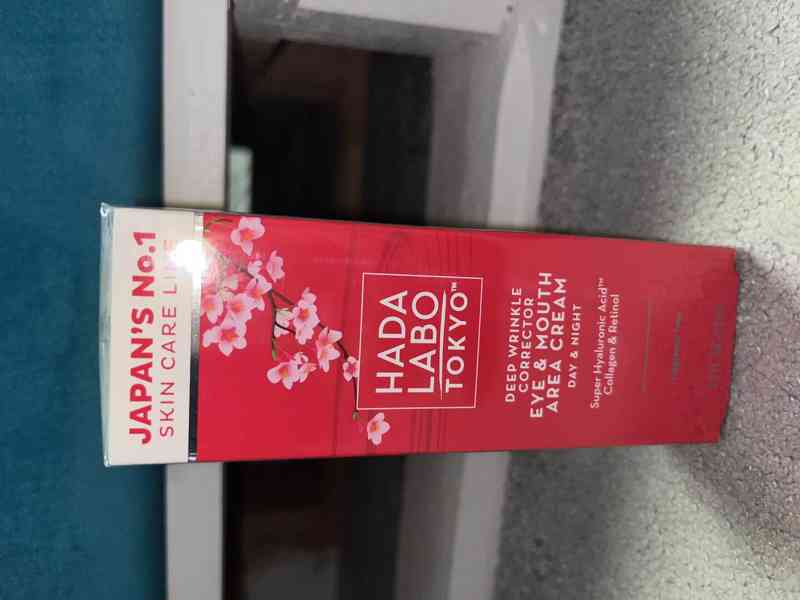 JAPAN'S No.1
SKIN CARE LINE
HADA
LABO
TOKYO™
DEEP WRINKLE
CORRECTOR
EYE & MOUTH
AREA CREAM
DAY & NIGHT
Super Hyaluronic Acid™
Collagen & Retinol